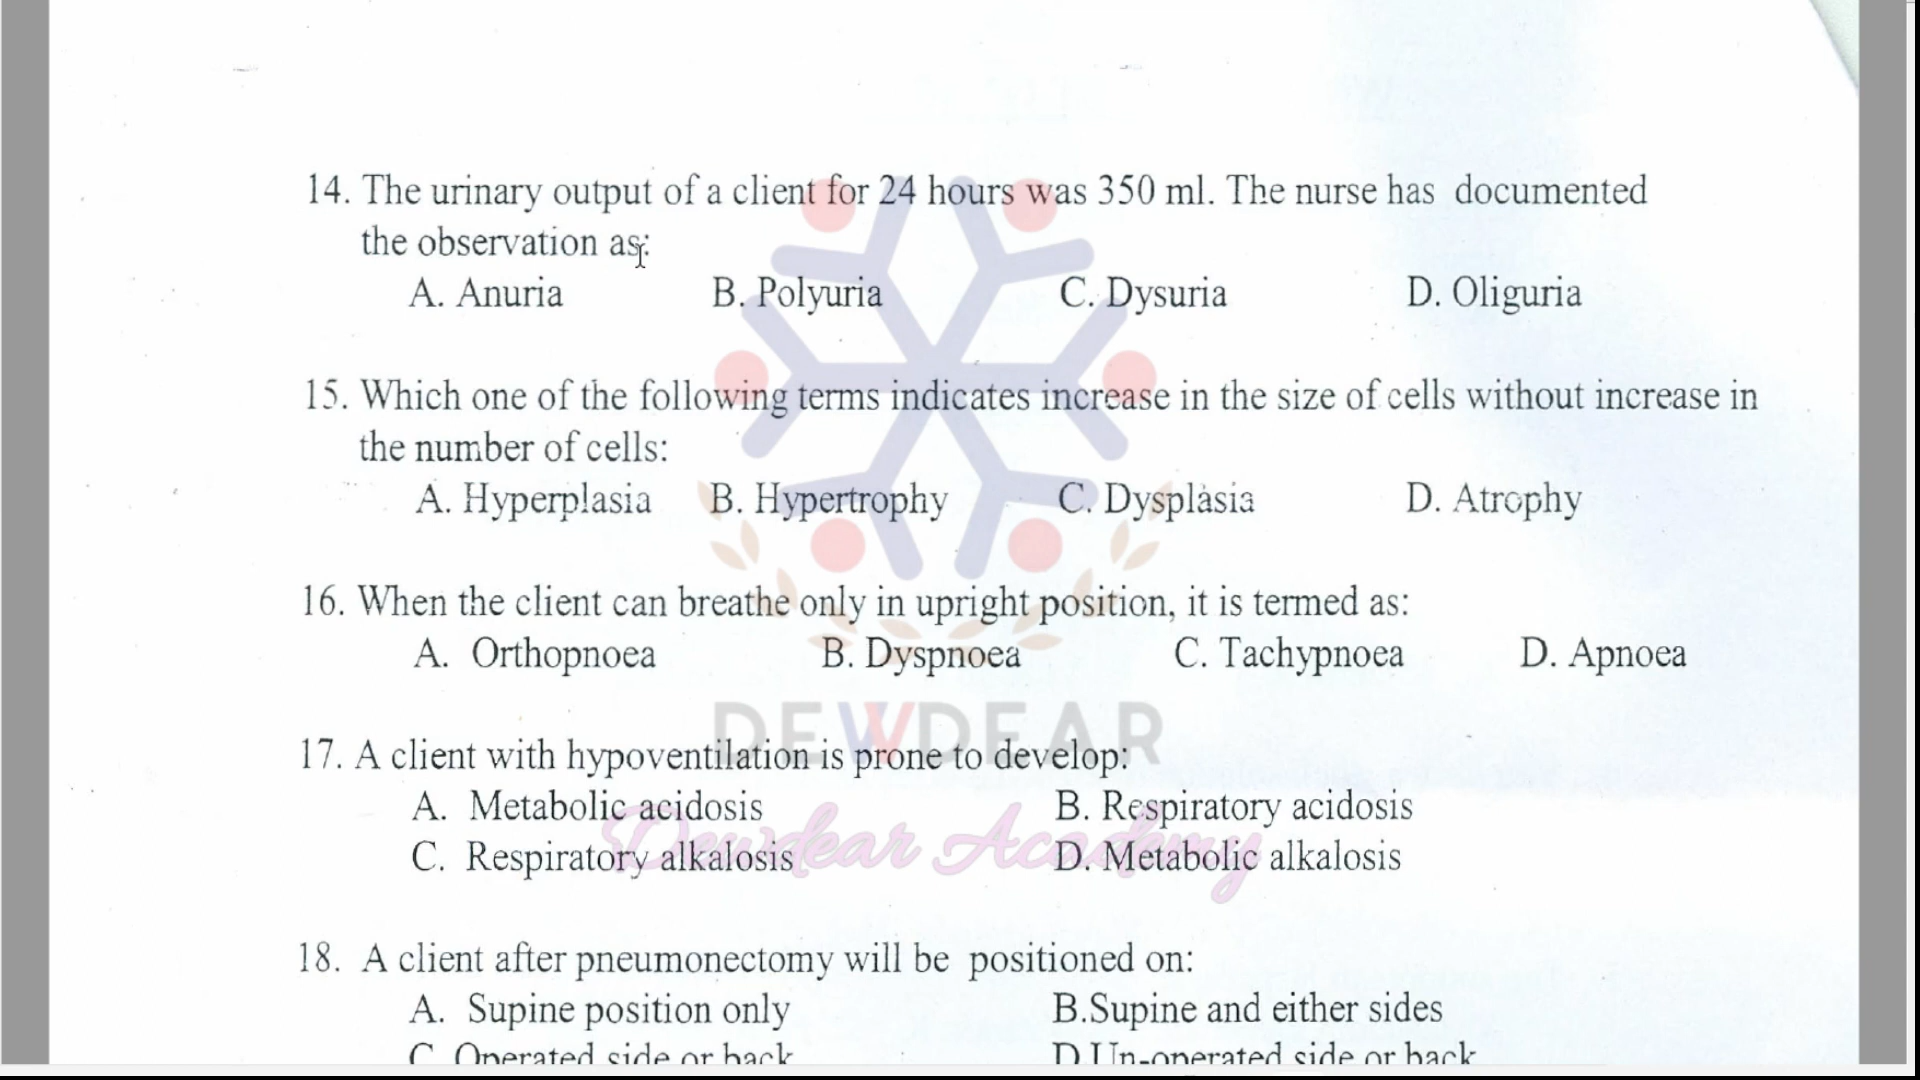 14. The urinary output of a client for 24 hours was 350 ml. The nurse has documented
the observation as:
A. Anuria B. Polyuria C. Dysuria D. Oliguria
15. Which one of the following terms indicates increase in the size of cells without increase in
the number of cells:
A. Hyperplasia B. Hypertrophy C. Dysplasia D. Atrophy
16. When the client can breathe only in upright position, it is termed as:
A. Orthopnoea B. Dyspnoea C. Tachypnoea D. Apnoea
DEWDEAR
17. A client with hypoventilation is prone to develop:
A. Metabolic acidosis B. Respiratory acidosis
Dewdear Academy
C. Respiratory alkalosis D. Metabolic alkalosis
18. A client after pneumonectomy will be positioned on:
A. Supine position only B.Supine and either sides
C. Operated side or back D.Un-operated side or back